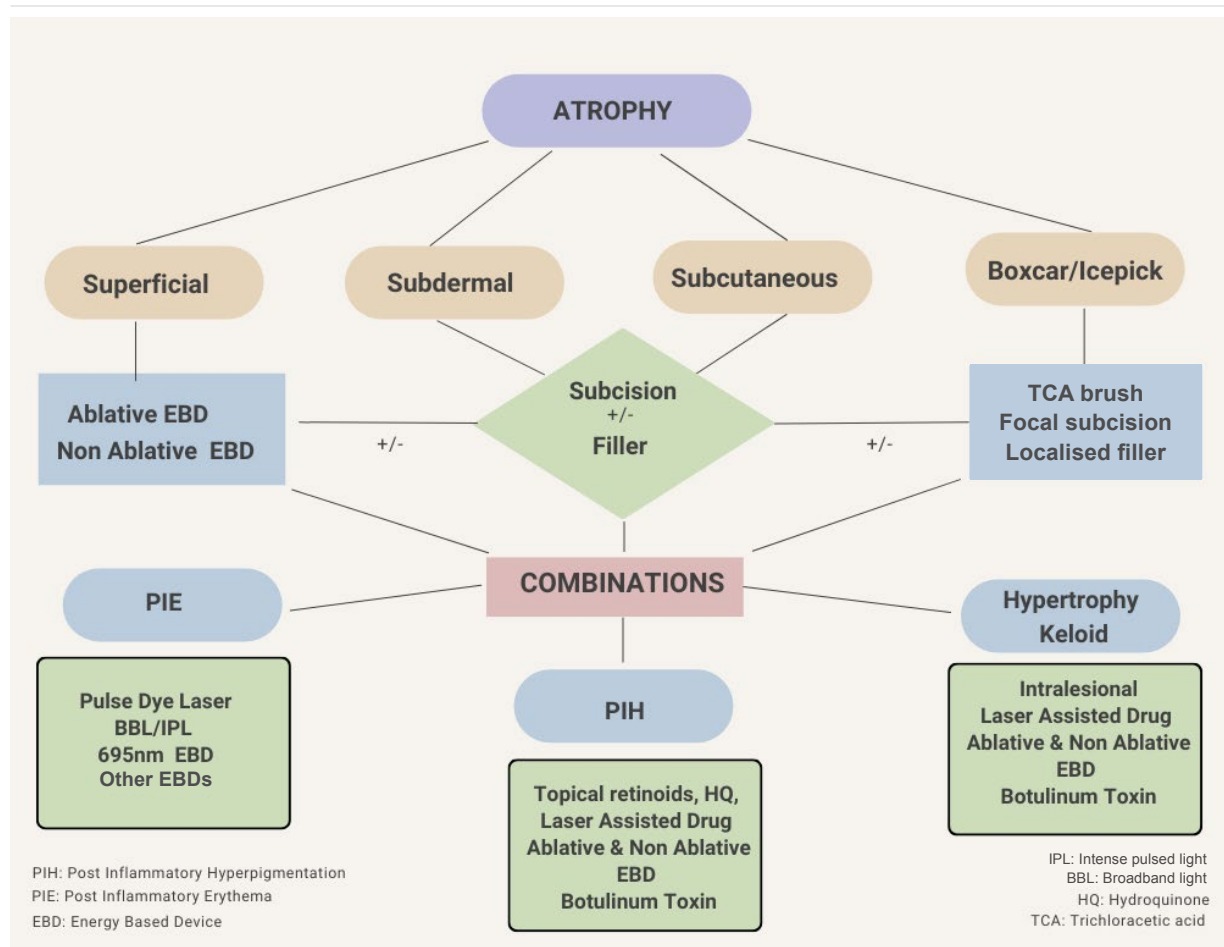 ATROPHY
Superficial
Subdermal
Subcutaneous
Boxcar/Icepick
Ablative EBD
Non Ablative EBD
+/-
Subcision
+/-
Filler
+/-
TCA brush
Focal subcision
Localised filler
COMBINATIONS
PIE
Pulse Dye Laser
BBL/IPL
695nm EBD
Other EBDs
PIH
Topical retinoids, HQ,
Laser Assisted Drug
Ablative & Non Ablative
EBD
Botulinum Toxin
Hypertrophy
Keloid
Intralesional
Laser Assisted Drug
Ablative & Non Ablative
EBD
Botulinum Toxin
PIH: Post Inflammatory Hyperpigmentation
PIE: Post Inflammatory Erythema
EBD: Energy Based Device
IPL: Intense pulsed light
BBL: Broadband light
HQ: Hydroquinone
TCA: Trichloracetic acid